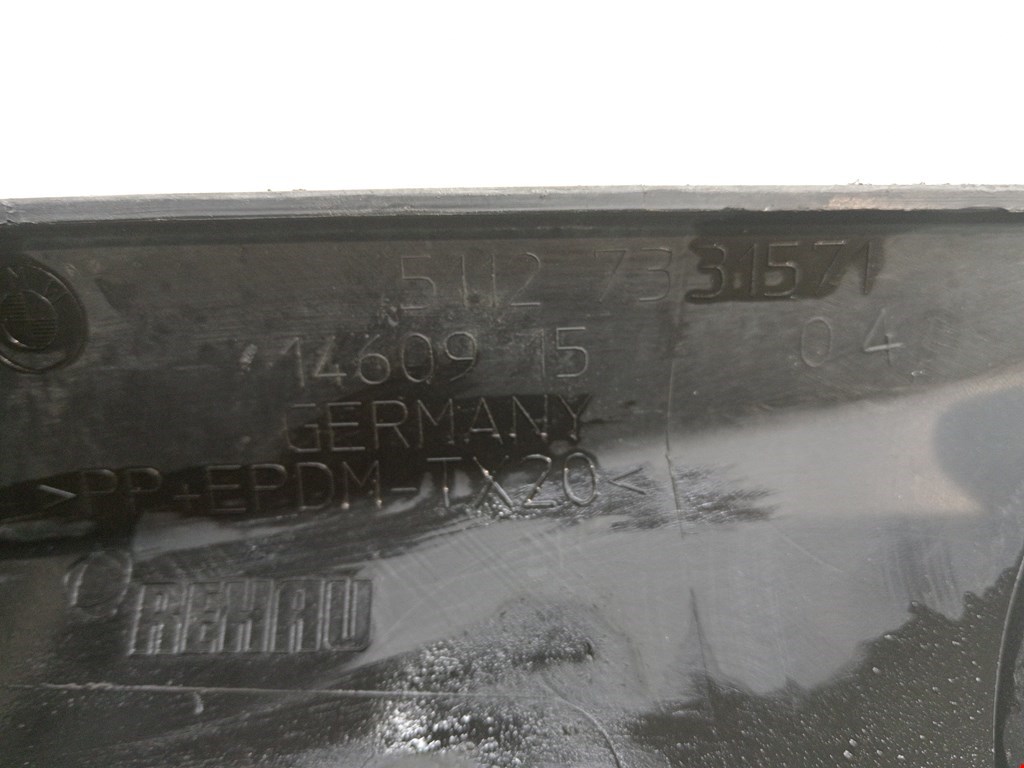 5112 7331571
14609 15 04
GERMANY
>PP+EPDM-TX20<
REHAU